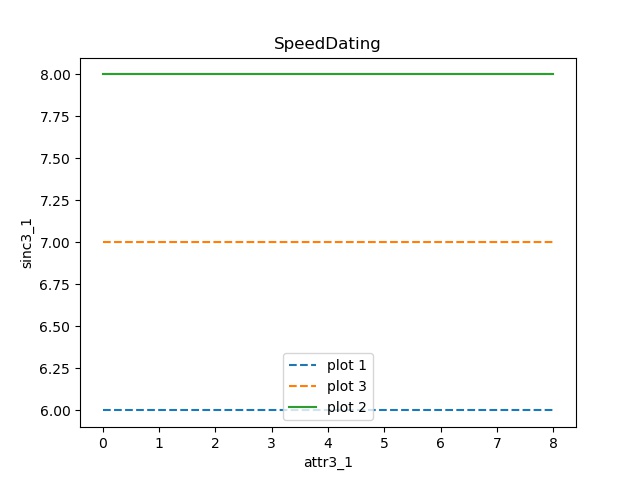 SpeedDating
sinc3_1
8.00
7.75
7.50
7.25
7.00
6.75
6.50
6.25
6.00
plot 1
plot 3
plot 2
0 1 2 3 4 5 6 7 8
attr3_1